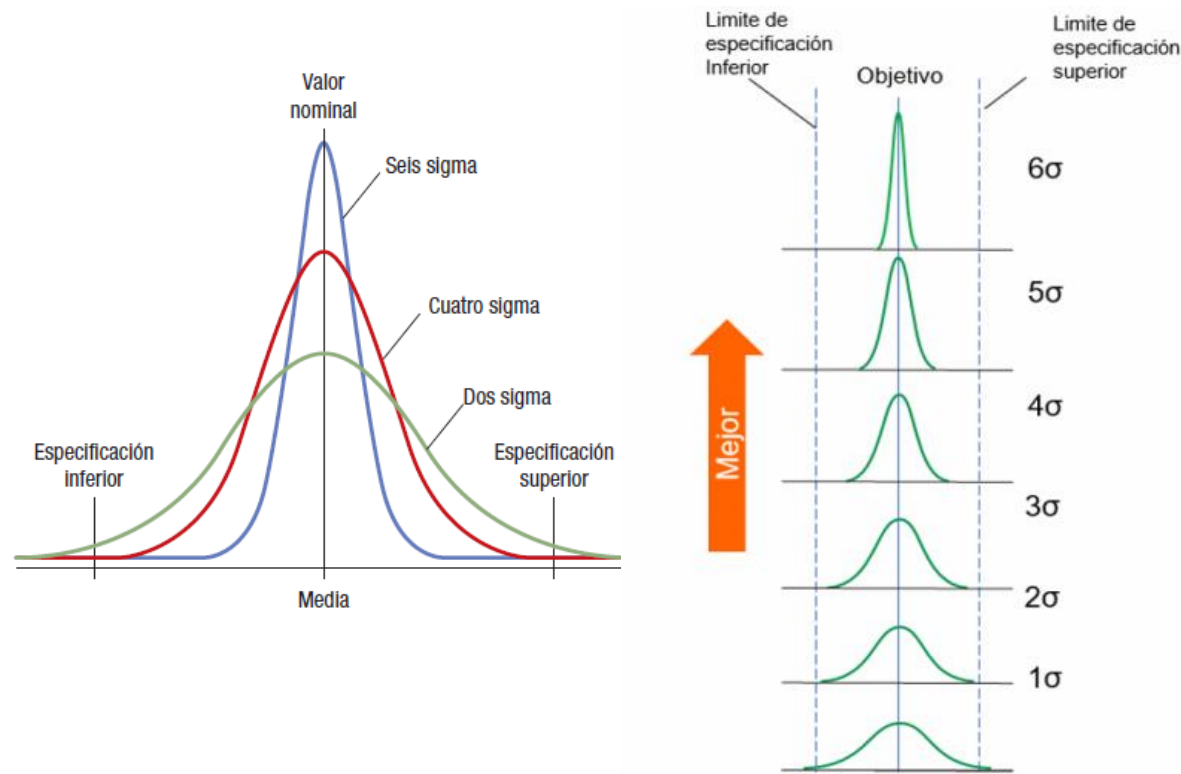 Valor
nominal
Seis sigma
Cuatro sigma
Dos sigma
Especificación
inferior
Especificación
superior
Media
Limite de
especificación
Inferior
Objetivo
Limite de
especificación
superior
6σ
5σ
4σ
3σ
2σ
1σ
Mejor